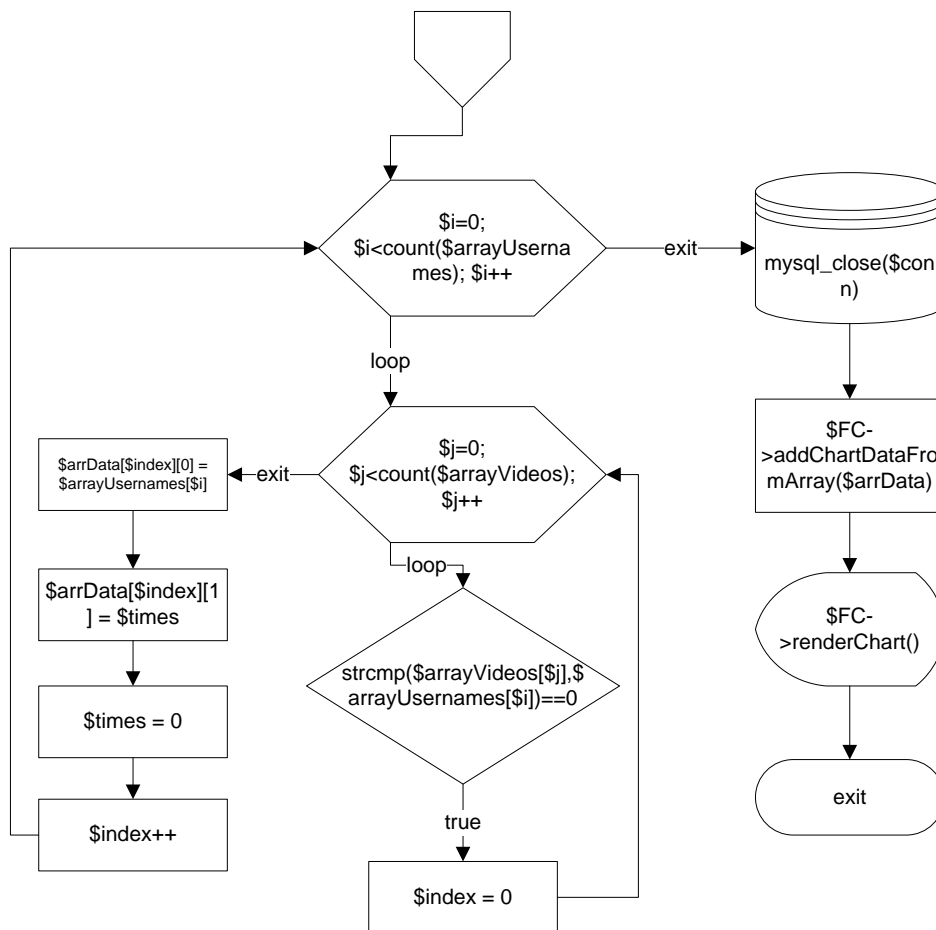 $i=0;
$i<count($arrayUserna
mes); $i++
exit
mysql_close($con
n)
loop
$FC-
>addChartDataFro
mArray($arrData)
$j=0;
$j<count($arrayVideos);
$j++
exit
$arrData[$index][0] =
$arrayUsernames[$i]
loop
$arrData[$index][1
] = $times
$FC-
>renderChart()
strcmp($arrayVideos[$j],$
arrayUsernames[$i])==0
$times = 0
exit
$index++
true
$index = 0